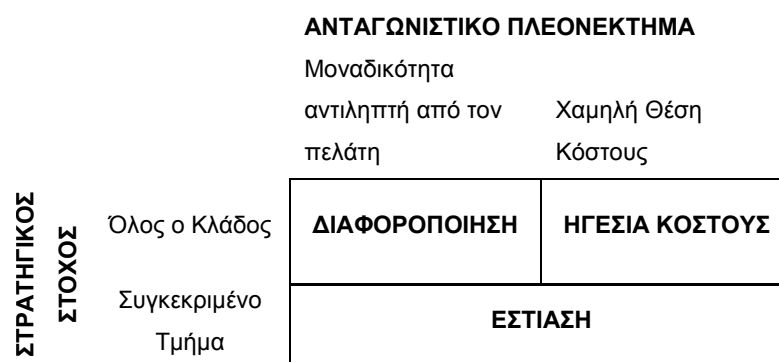 ΑΝΤΑΓΩΝΙΣΤΙΚΟ ΠΛΕΟΝΕΚΤΗΜΑ
Μοναδικότητα
αντιληπτή από τον
πελάτη
Χαμηλή Θέση
Κόστους
ΣΤΡΑΤΗΓΙΚΟΣ
ΣΤΟΧΟΣ
Όλος ο Κλάδος
ΔΙΑΦΟΡΟΠΟΙΗΣΗ
ΗΓΕΣΙΑ ΚΟΣΤΟΥΣ
Συγκεκριμένο
Τμήμα
ΕΣΤΙΑΣΗ